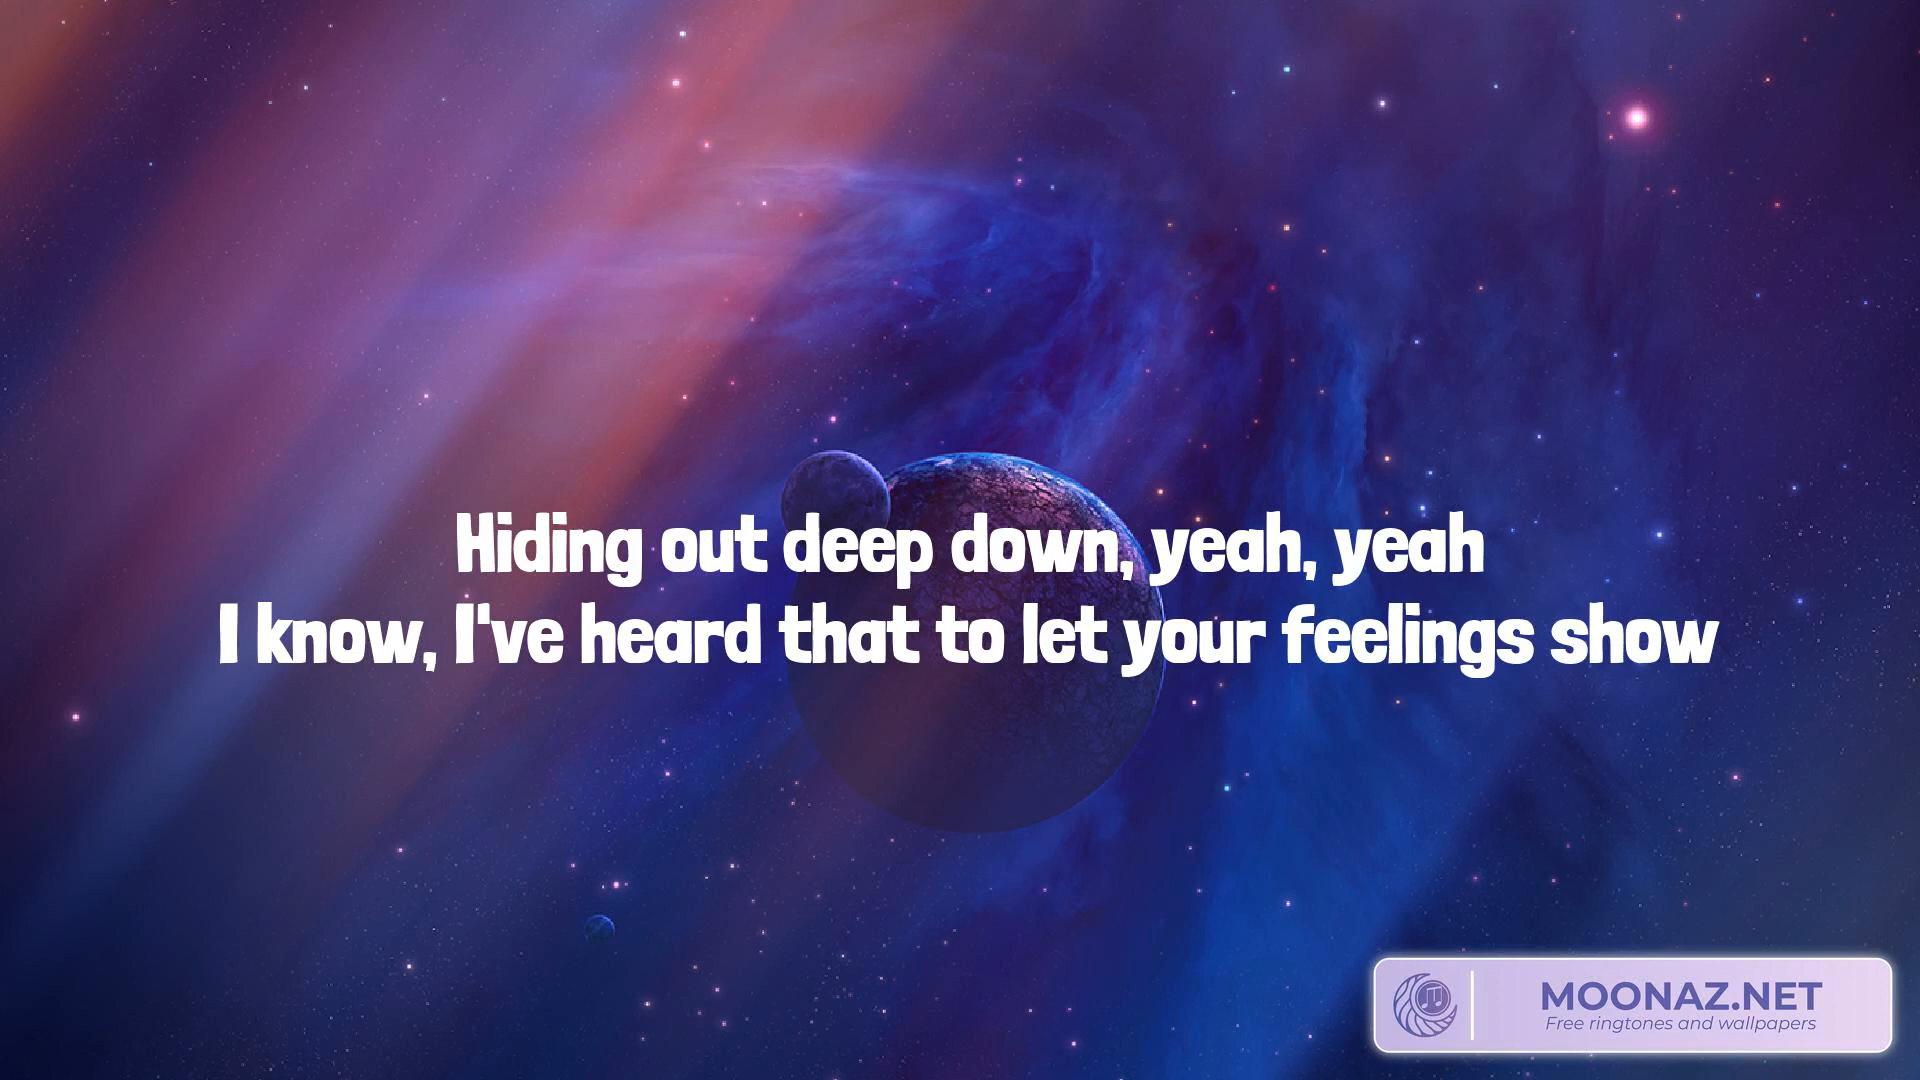 Hiding out deep down, yeah, yeah
I know, I've heard that to let your feelings show
MOONAZ.NET
Free ringtones and wallpapers